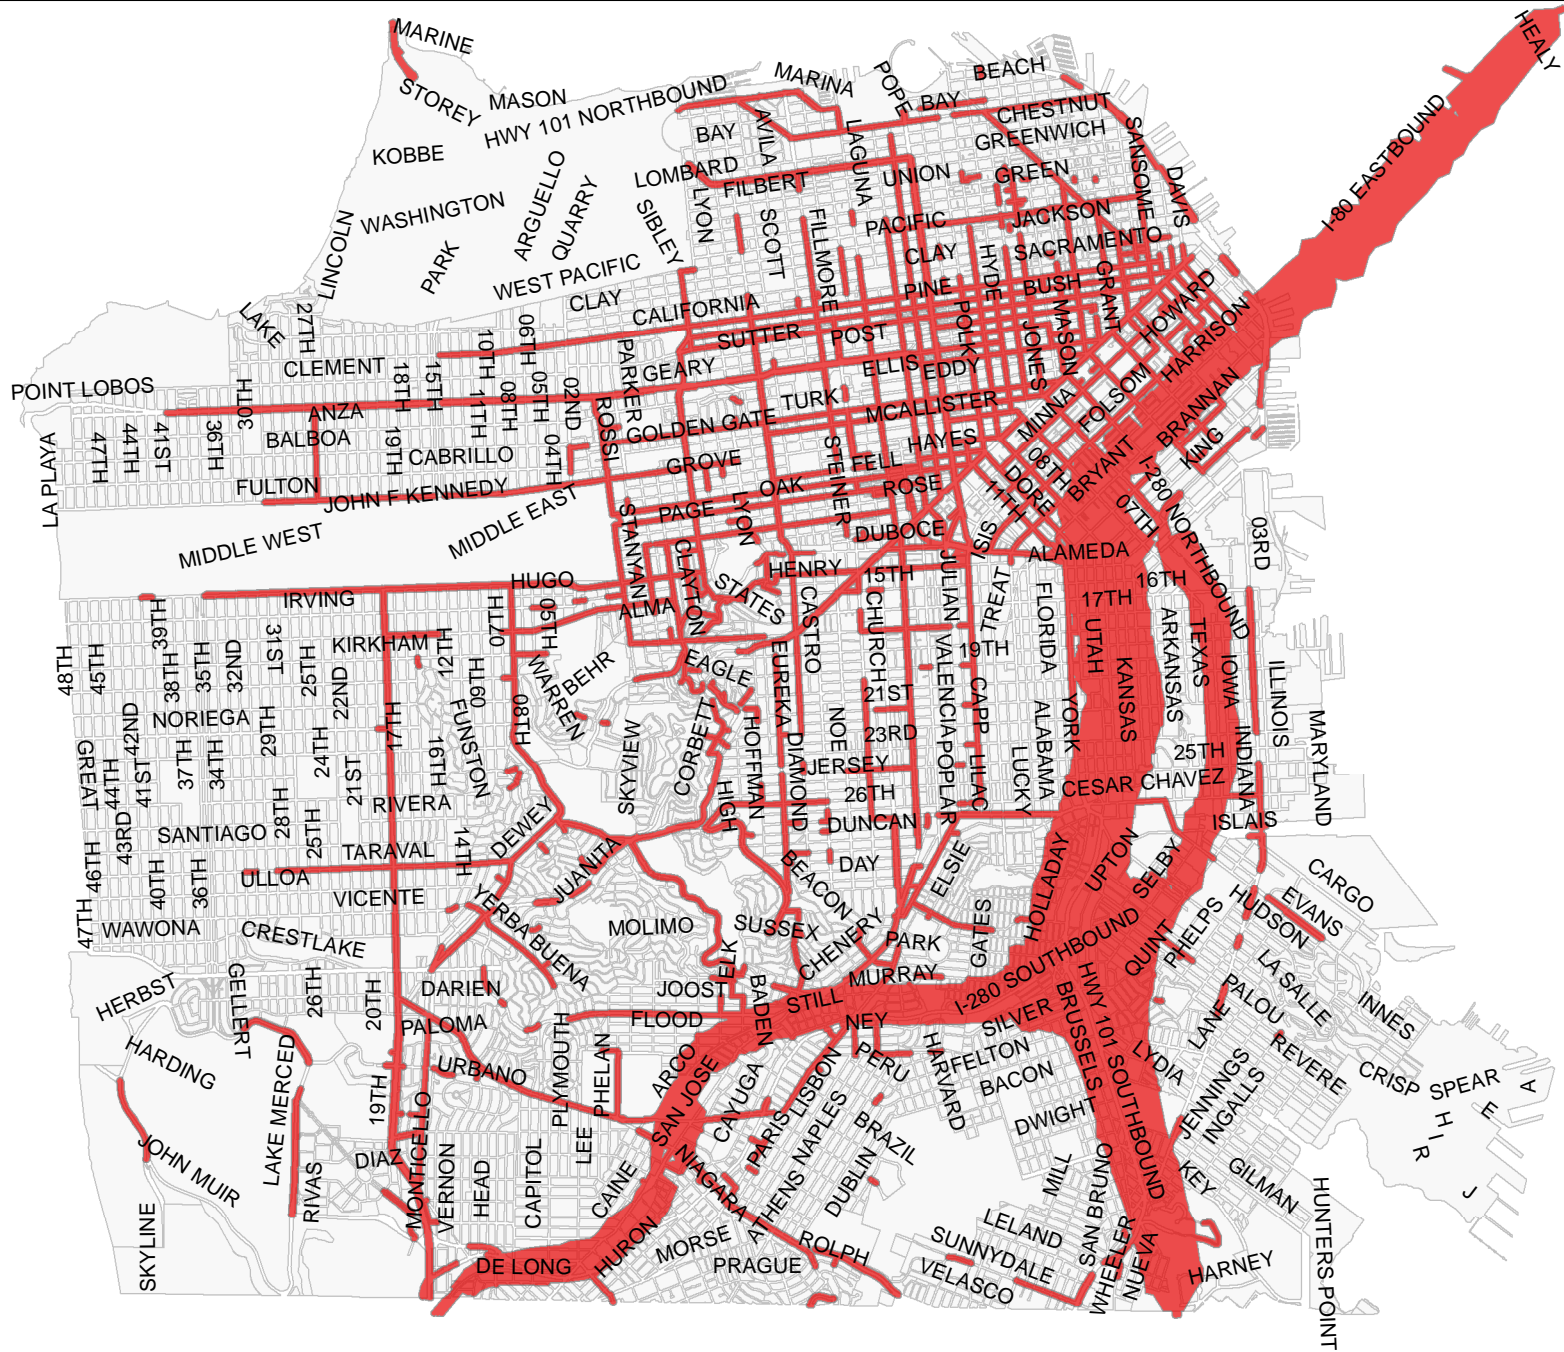 MARINE
HEALY
STOREY
MASON
HWY 101 NORTHBOUND
MARINA
POPE
BEACH
BAY
CHESTNUT
GREENWICH
SANSOME
DAVIS
I-80 EASTBOUND
KOBBE
BAY
AVILA
LAGUNA
ARGUELLO
QUARRY
LOMBARD
FILBERT
UNION
GREEN
WASHINGTON
LINCOLN
PARK
SIBLEY
LYON
SCOTT
FILLMORE
PACIFIC
JACKSON
CLAY
HYDE
SACRAMENTO
WEST PACIFIC
CLAY
CALIFORNIA
PINE
BUSH
GRANT
HOWARD
LAKE
27TH
CLEMENT
10TH
06TH
PARKER
SUTTER
POST
POLK
JONES
MASON
HARRISON
POINT LOBOS
30TH
18TH
15TH
11TH
08TH
05TH
02ND
GEARY
ELLIS
EDDY
ANZA
BALBOA
ROSSI
GOLDEN GATE
TURK
MCALLISTER
MINNA
FOLSOM
BRANNAN
KING
LA PLAYA
47TH
44TH
41ST
36TH
19TH
CABRILLO
04TH
GROVE
STEINER
HAYES
FELL
08TH
BRYANT
FULTON
JOHN F KENNEDY
MIDDLE EAST
OAK
ROSE
11TH
DORE
07TH
I-280 NORTHBOUND
MIDDLE WEST
STANYAN
PAGE
LYON
DUBOCE
ISIS
ALAMEDA
03RD
HUGO
CLAYTON
STATES
HENRY
15TH
JULIAN
TREAT
FLORIDA
16TH
17TH
IRVING
39TH
07TH
05TH
ALMA
CASTRO
CHURCH
UTAH
ARKANSAS
TEXAS
IOWA
ILLINOIS
KIRKHAM
12TH
WARREN
BEHR
EAGLE
EUREKA
VALENCIA
19TH
KANSAS
48TH
45TH
38TH
35TH
32ND
31ST
25TH
22ND
09TH
21ST
CAPP
ALABAMA
YORK
NORIEGA
42ND
29TH
17TH
FUNSTON
08TH
SKYVIEW
CORBETT
HOFFMAN
DIAMOND
NOE
23RD
JERSEY
POPLAR
LILAC
LUCKY
25TH
INDIANA
MARYLAND
GREAT
44TH
41ST
37TH
34TH
24TH
21ST
19TH
RIVERA
HIGH
26TH
CESAR CHAVEZ
47TH
46TH
43RD
40TH
36TH
SANTIAGO
28TH
25TH
TARAVAL
14TH
DEWEY
DUNCAN
ISLAIS
ULLOA
VICENTE
JUANITA
BEACON
DAY
ELSIE
HOLLADAY
UPTON
SELBY
CARGO
WAWONA
CRESTLAKE
YERBA BUENA
MOLIMO
SUSSEX
CHENERY
PARK
GATES
PHELPS
HUDSON
EVANS
HERBST
GELLERT
26TH
20TH
DARIEN
JOOST
ELK
BADEN
MURRAY
STILL
I-280 SOUTHBOUND
QUINT
LA SALLE
PALOU
INNES
PALOMA
PLYMOUTH
FLOOD
NEY
SILVER
BRUSSELS
HWY 101 SOUTHBOUND
LANE
REVERE
HARDING
LAKE MERCED
19TH
URBANO
PHELAN
ARCO
SAN JOSE
CAYUGA
LISBON
PERU
HARVARD
FELTON
BACON
LYDIA
JENNINGS
INGALLS
CRISP
SPEAR
A
E
H
I
R
J
JOHN MUIR
DIAZ
MONTICELLO
VERNON
HEAD
CAPITOL
LEE
CAINE
NIAGARA
PARIS
NAPLES
ATHENS
BRAZIL
DUBLIN
DWIGHT
MILL
SAN BRUNO
KEY
GILMAN
SKYLINE
RIVAS
DE LONG
HURON
MORSE
PRAGUE
ROLPH
LELAND
SUNNYDALE
VELASCO
WHEELER
NUEVA
HARNEY
HUNTERS POINT